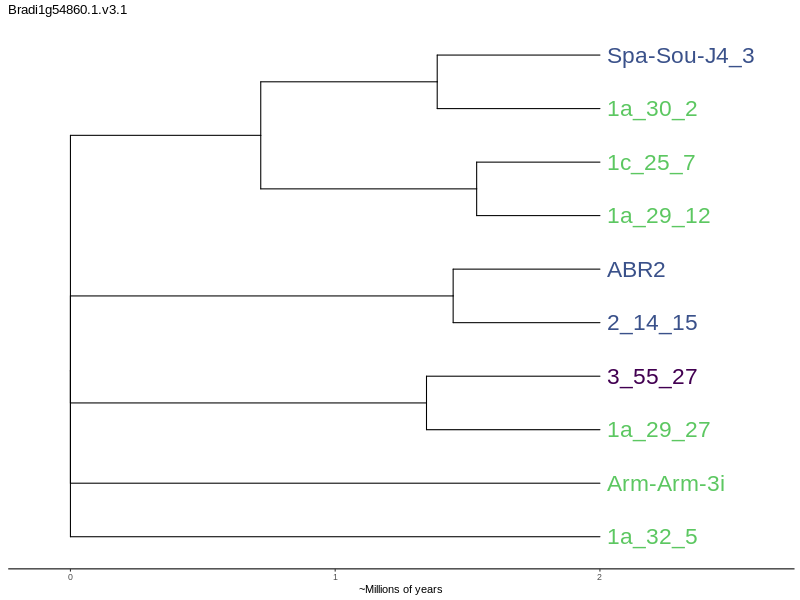 Bradi1g54860.1.v3.1
Spa-Sou-J4_3
1a_30_2
1c_25_7
1a_29_12
ABR2
2_14_15
3_55_27
1a_29_27
Arm-Arm-3i
1a_32_5
0 1 2
~Millions of years